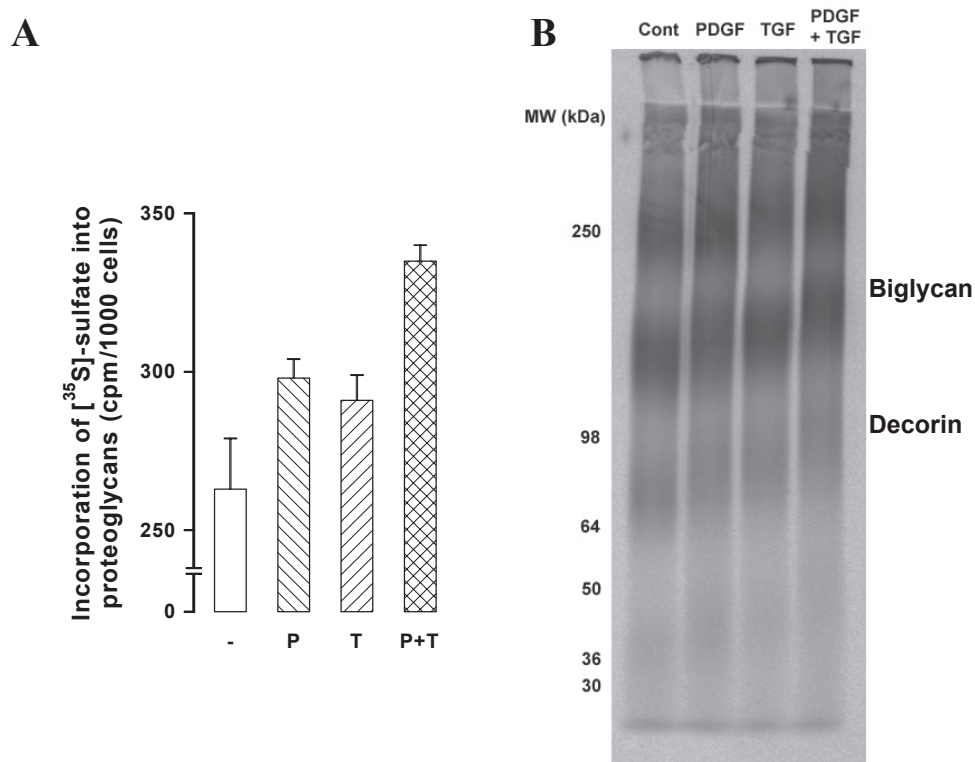 A
Incorporation of [³⁵S]-sulfate into
proteoglycans (cpm/1000 cells)
350
300
250
0
-
P
T
P+T
B
Cont PDGF TGF PDGF
+ TGF
MW (kDa)
250
98
64
50
36
30
Biglycan
Decorin